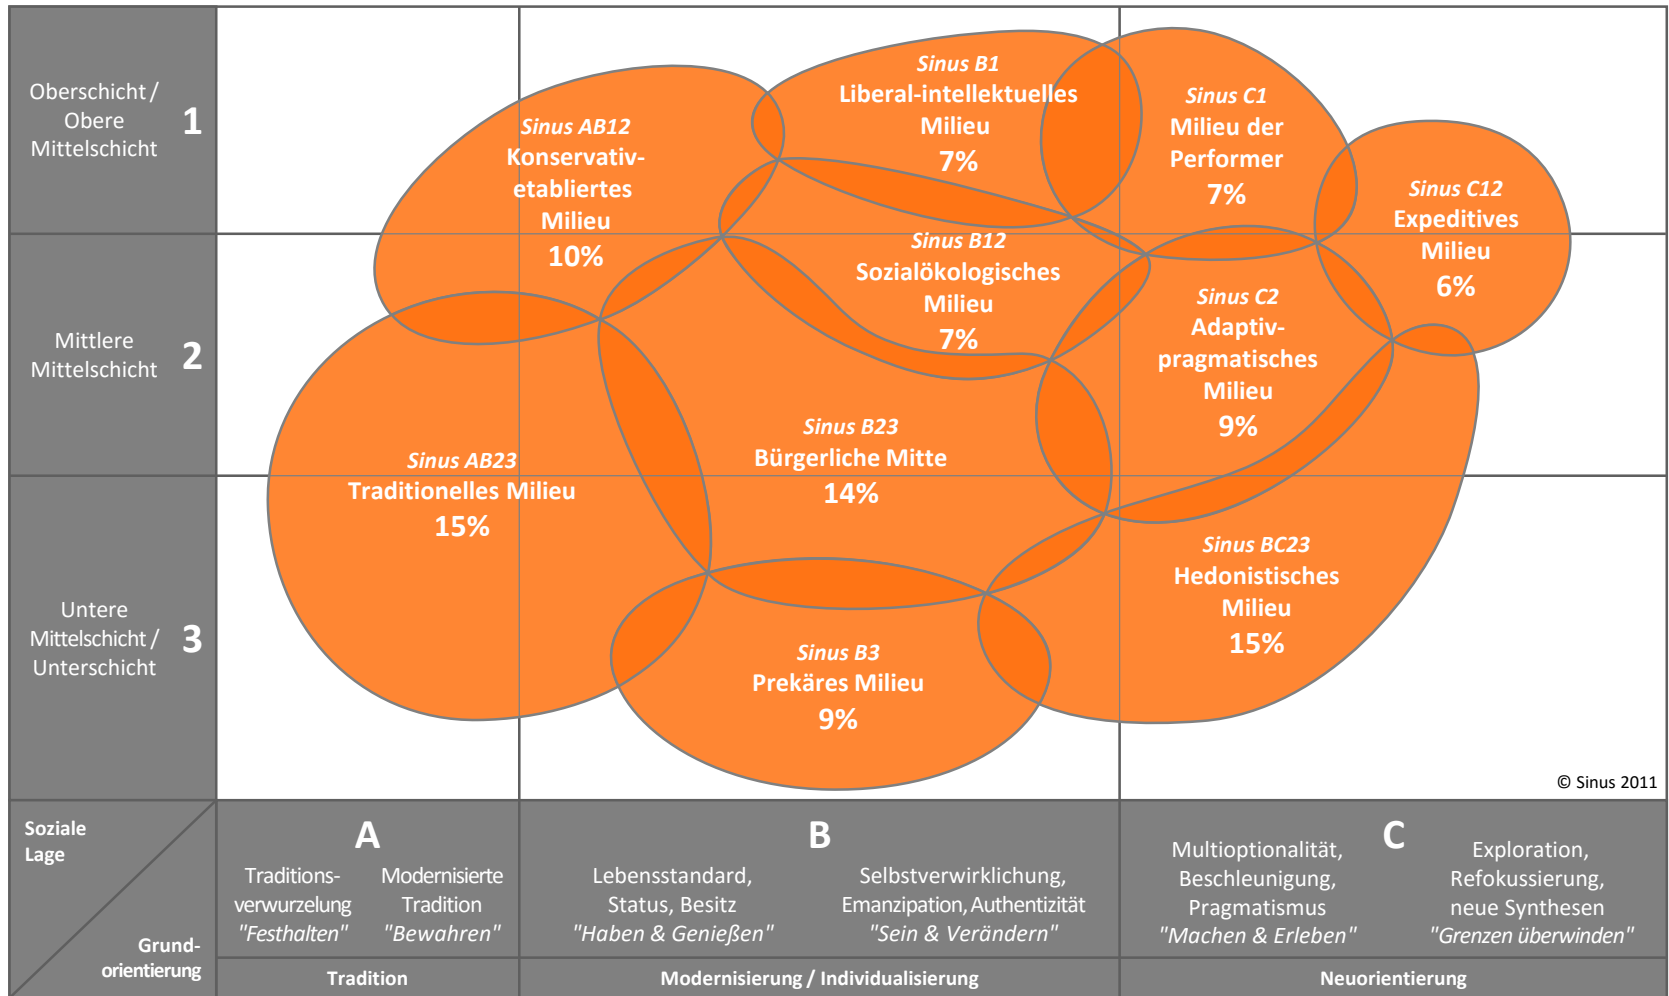 Oberschicht /
Obere
Mittelschicht
1
Mittlere
Mittelschicht
2
Untere
Mittelschicht /
Unterschicht
3
Sinus AB12
Konservativ-
etabliertes
Milieu
10%
Sinus B1
Liberal-intellektuelles
Milieu
7%
Sinus C1
Milieu der
Performer
7%
Sinus C12
Expeditives
Milieu
6%
Sinus B12
Sozialökologisches
Milieu
7%
Sinus C2
Adaptiv-
pragmatisches
Milieu
9%
Sinus AB23
Traditionelles Milieu
15%
Sinus B23
Bürgerliche Mitte
14%
Sinus BC23
Hedonistisches
Milieu
15%
Sinus B3
Prekäres Milieu
9%
© Sinus 2011
Soziale
Lage
Grund-
orientierung
A
Traditions-
verwurzelung
"Festhalten"
Modernisierte
Tradition
"Bewahren"
B
Lebensstandard,
Status, Besitz
"Haben & Genießen"
Selbstverwirklichung,
Emanzipation, Authentizität
"Sein & Verändern"
C
Multioptionalität,
Beschleunigung,
Pragmatismus
"Machen & Erleben"
Exploration,
Refokussierung,
neue Synthesen
"Grenzen überwinden"
Tradition
Modernisierung / Individualisierung
Neuorientierung